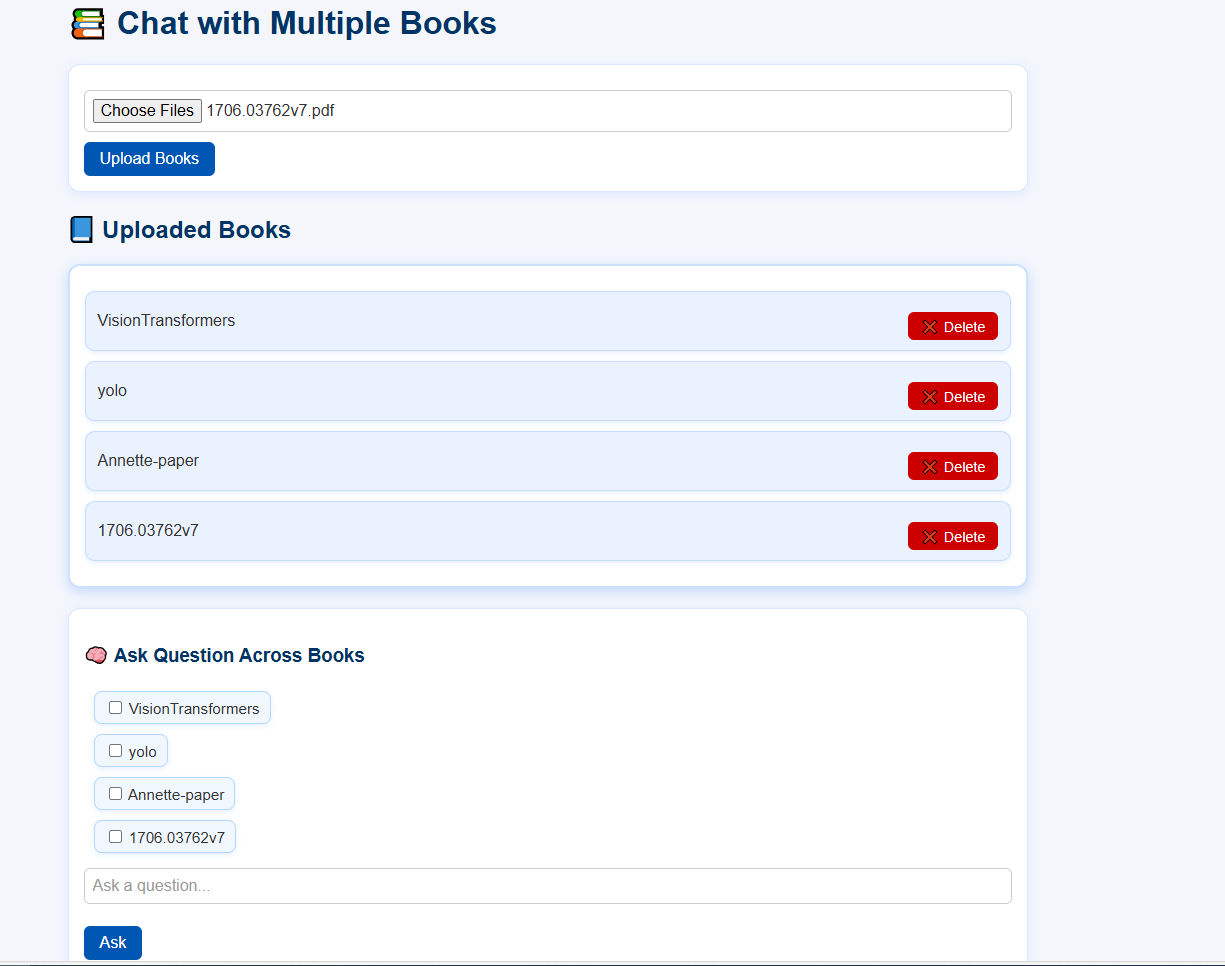 Chat with Multiple Books
Choose Files 1706.03762v7.pdf
Upload Books
Uploaded Books
VisionTransformers
Delete
yolo
Delete
Annette-paper
Delete
1706.03762v7
Delete
Ask Question Across Books
VisionTransformers
yolo
Annette-paper
1706.03762v7
Ask a question...
Ask